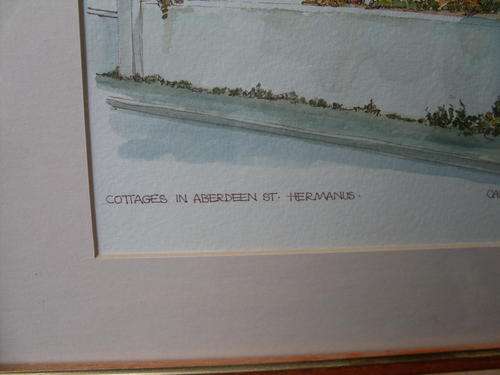 COTTAGES IN ABERDEEN ST. HERMANUS.